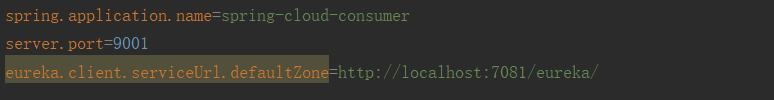 spring.application.name=spring-cloud-consumer
server.port=9001
eureka.client.serviceUrl.defaultZone=http://localhost:7081/eureka/